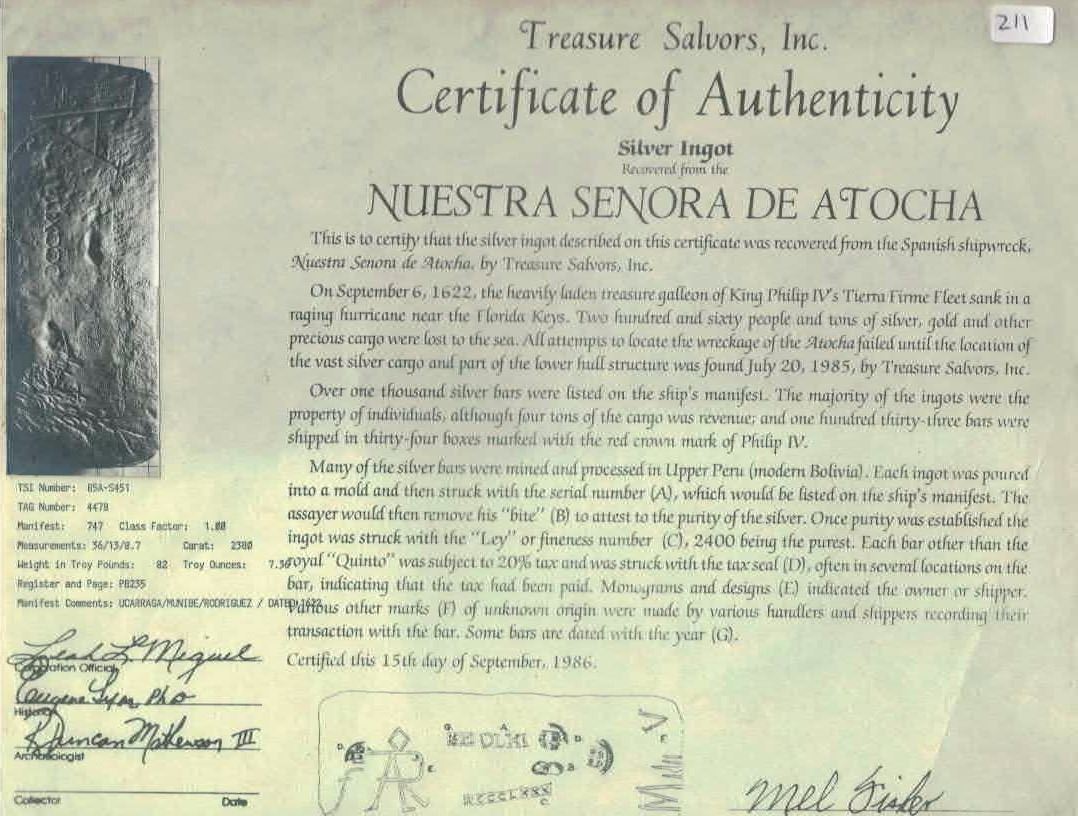 211
Treasure Salvors, Inc.
Certificate of Authenticity
Silver Ingot
Recovered from the
NUESTRA SENORA DE ATOCHA
This is to certify that the silver ingot described on this certificate was recovered from the Spanish shipwreck,
Nuestra Senora de Atocha, by Treasure Salvors, Inc.
On September 6, 1622, the heavily laden treasure galleon of King Philip IV's Tierra Firme Fleet sank in a
raging hurricane near the Florida Keys. Two hundred and sixty people and tons of silver, gold and other
precious cargo were lost to the sea. All attempts to locate the wreckage of the Atocha failed until the location of
the vast silver cargo and part of the lower hull structure was found July 20, 1985, by Treasure Salvors, Inc.
Over one thousand silver bars were listed on the ship's manifest. The majority of the ingots were the
property of individuals, although four tons of the cargo was revenue; and one hundred thirty-three bars were
shipped in thirty-four boxes marked with the red crown mark of Philip IV.
Many of the silver bars were mined and processed in Upper Peru (modern Bolivia). Each ingot was poured
into a mold and then struck with the serial number (A), which would be listed on the ship's manifest. The
assayer would then remove his "bite" (B) to attest to the purity of the silver. Once purity was established the
ingot was struck with the "Ley" or fineness number (C), 2400 being the purest. Each bar other than the
royal "Quinto" was subject to 20% tax and was struck with the tax seal (D), often in several locations on the
bar, indicating that the tax had been paid. Monograms and designs (E) indicated the owner or shipper.
Various other marks (F) of unknown origin were made by various handlers and shippers recording their
transaction with the bar. Some bars are dated with the year (G).
Certified this 15th day of September, 1986.
TSI Number: 85A-S451
TAG Number: 4478
Manifest: 747 Class Factor: 1.00
Measurements: 36/13/8.7 Carat: 2380
Weight in Troy Pounds: 82 Troy Ounces: 7.30
Registar and Page: PB235
Manifest Comments: UCARRAGA/MUNIBE/RODRIGUEZ / DATED 1622
Leah L. Miguel
Corporation Official
Eugene Lyon, PhD
Historian
R Duncan Mathewson III
Archaeologist
Collector Date
Mel Fisher